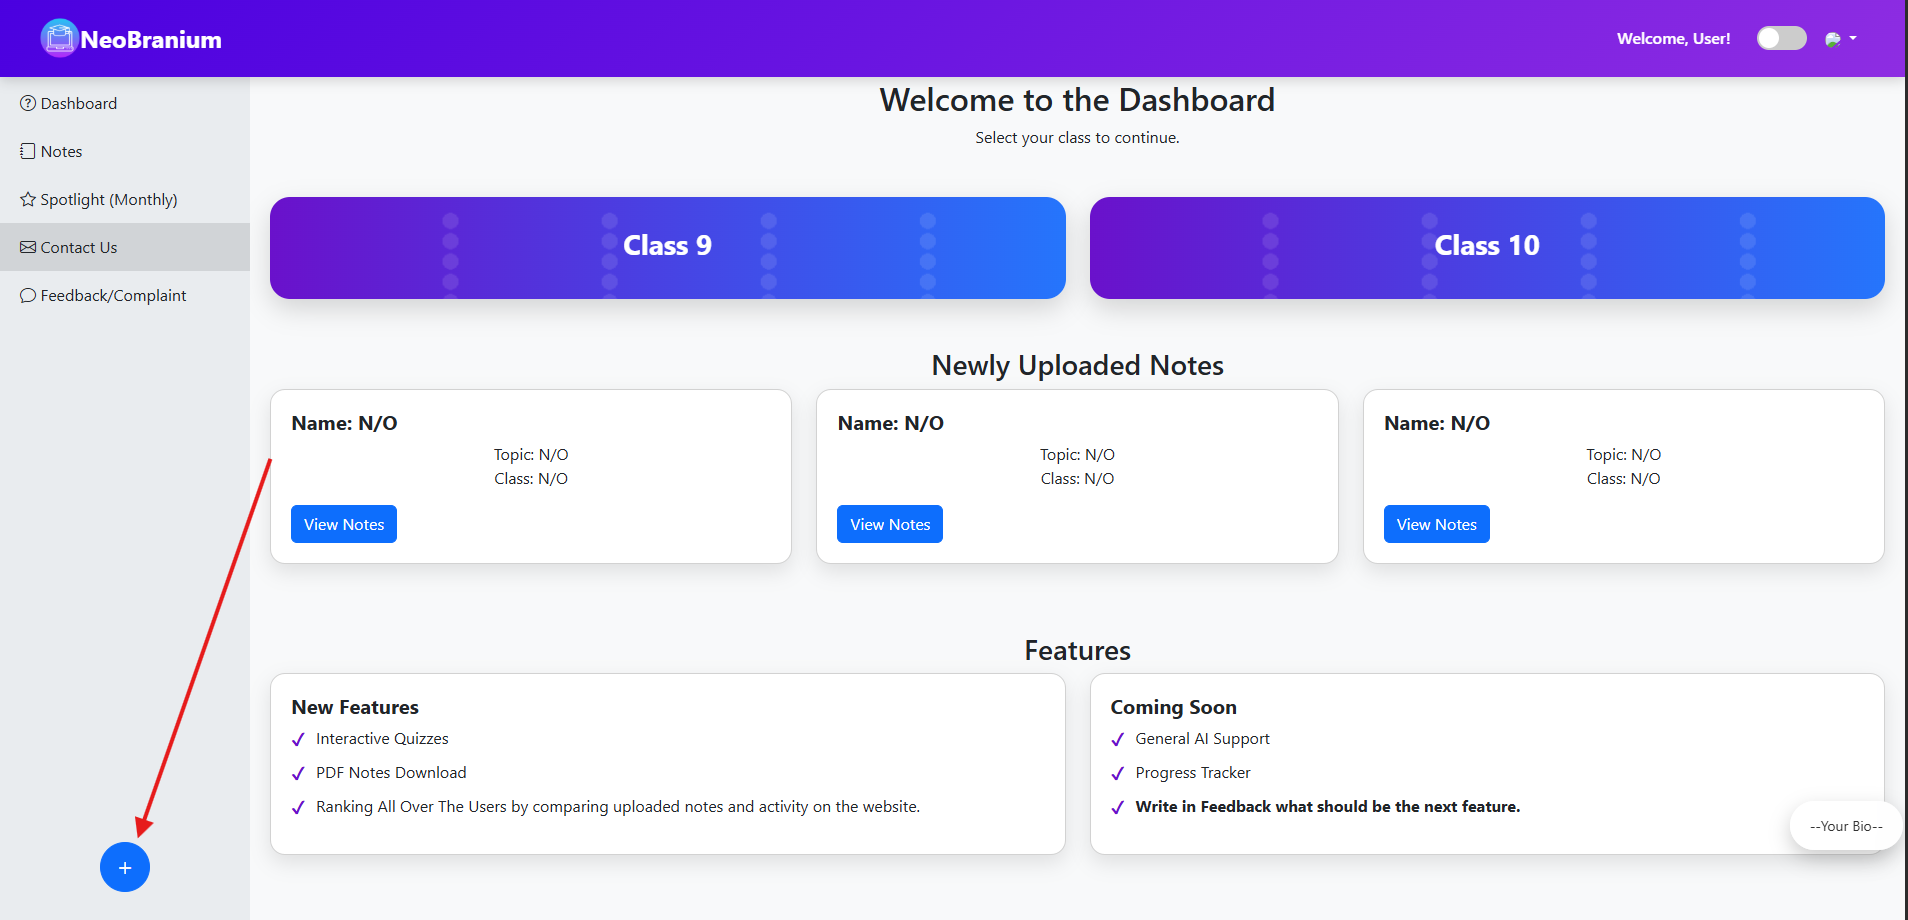 NeoBranium
Welcome, User!
Dashboard
Notes
Spotlight (Monthly)
Contact Us
Feedback/Complaint
+
Welcome to the Dashboard
Select your class to continue.
Class 9
Class 10
Newly Uploaded Notes
Name: N/O
Topic: N/O
Class: N/O
View Notes
Name: N/O
Topic: N/O
Class: N/O
View Notes
Name: N/O
Topic: N/O
Class: N/O
View Notes
Features
New Features
✓ Interactive Quizzes
✓ PDF Notes Download
✓ Ranking All Over The Users by comparing uploaded notes and activity on the website.
Coming Soon
✓ General AI Support
✓ Progress Tracker
✓ Write in Feedback what should be the next feature.
--Your Bio--